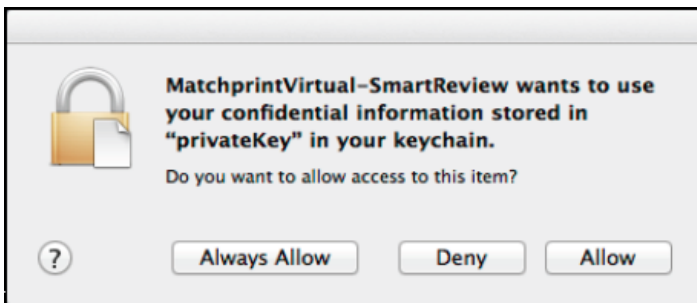 MatchprintVirtual-SmartReview wants to use
your confidential information stored in
“privateKey” in your keychain.
Do you want to allow access to this item?
?
Always Allow
Deny
Allow